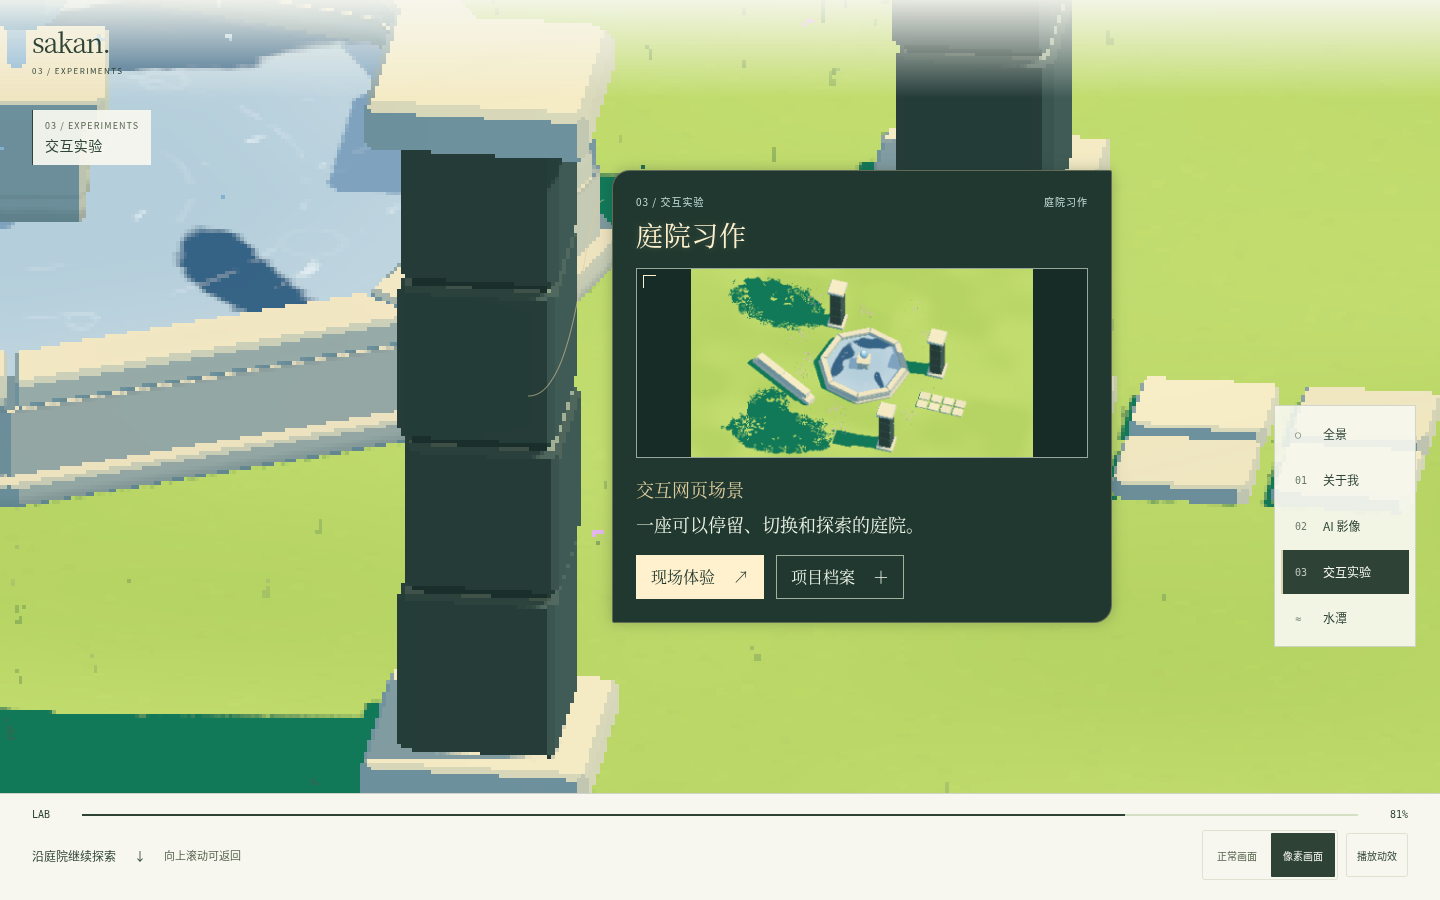 sakan.
03 / EXPERIMENTS
03 / EXPERIMENTS
交互实验
03 / 交互实验
庭院习作
庭院习作
交互网页场景
一座可以停留、切换和探索的庭院。
现场体验 ↗
项目档案 +
○ 全景
01 关于我
02 AI 影像
03 交互实验
≈ 水潭
LAB
81%
沿庭院继续探索 ↓ 向上滚动可返回
正常画面
像素画面
播放动效